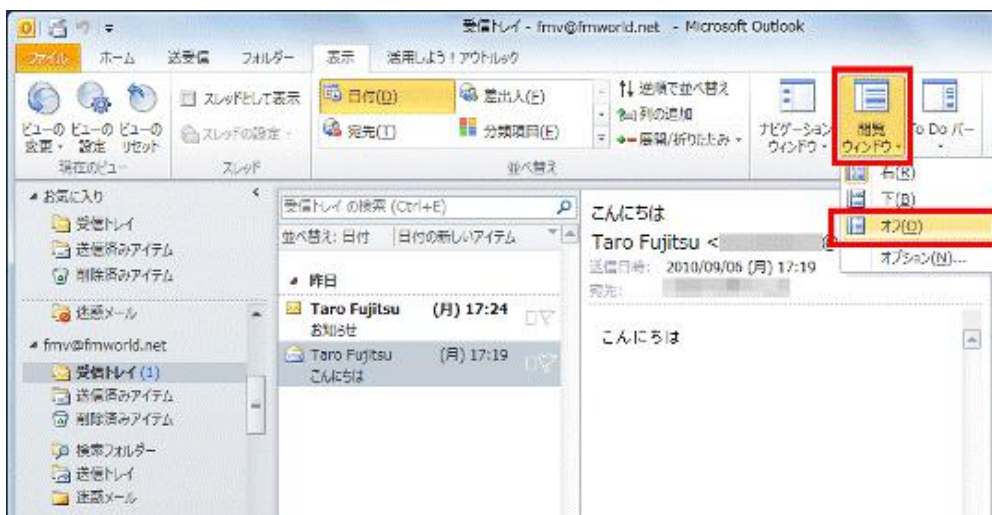 受信トレイ - fmv@fmworld.net - Microsoft Outlook
ファイル ホーム 送受信 フォルダー 表示 活用しよう!アウトルック
ビューの変更 ビューの設定 ビューのリセット
現在のビュー
スレッドとして表示
スレッドの設定
スレッド
日付(D) 差出人(E)
宛先(T) 分類項目(E)
逆順で並べ替え
列の追加
展開/折りたたみ
並べ替え
ナビゲーションウィンドウ
閲覧ウィンドウ
To Do バー
右(R)
下(B)
オフ(O)
オプション(N)...
お気に入り
受信トレイ
送信済みアイテム
削除済みアイテム
迷惑メール
fmv@fmworld.net
受信トレイ (1)
送信済みアイテム
削除済みアイテム
検索フォルダー
送信トレイ
迷惑メール
受信トレイ の検索 (Ctrl+E)
並べ替え: 日付 日付の新しいアイテム
昨日
Taro Fujitsu (月) 17:24
お知らせ
Taro Fujitsu (月) 17:19
こんにちは
こんにちは
Taro Fujitsu <
送信日時: 2010/09/06 (月) 17:19
宛先:
こんにちは